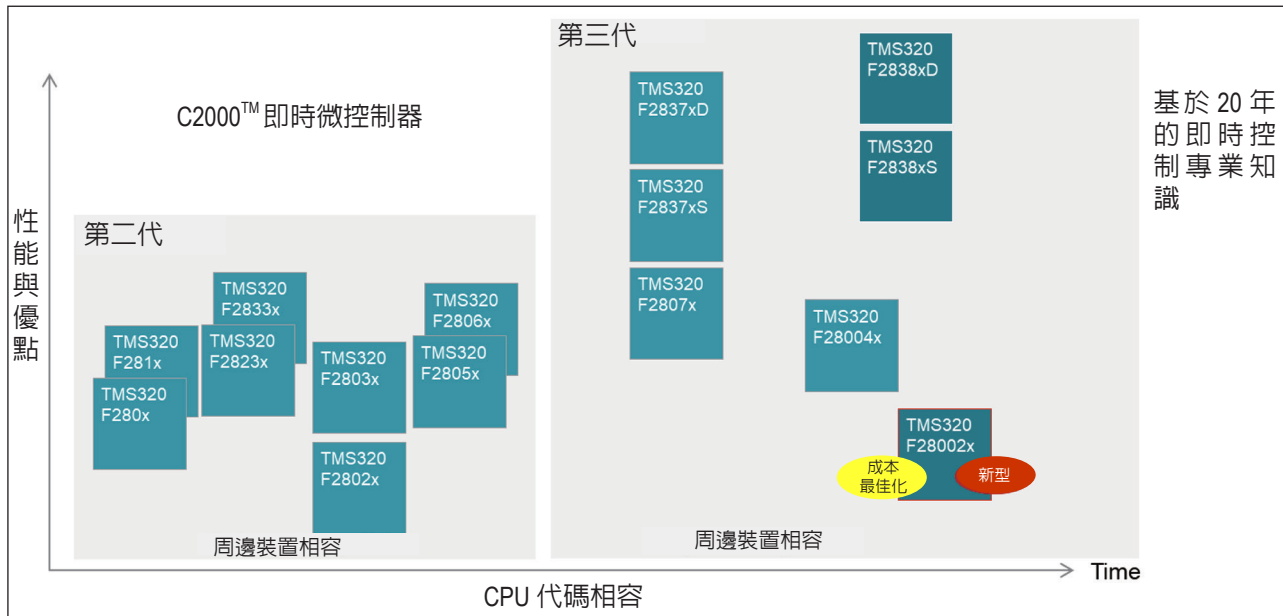 第三代
C2000™ 即時微控制器
基於 20 年
的即時控
制專業知
識
性能與優點
第二代
TMS320
F2833x
TMS320
F2806x
TMS320
F281x
TMS320
F2823x
TMS320
F2803x
TMS320
F2805x
TMS320
F280x
TMS320
F2802x
周邊裝置相容
TMS320
F2837xD
TMS320
F2838xD
TMS320
F2837xS
TMS320
F2838xS
TMS320
F2807x
TMS320
F28004x
TMS320
F28002x
成本
最佳化
新型
周邊裝置相容
Time
CPU 代碼相容